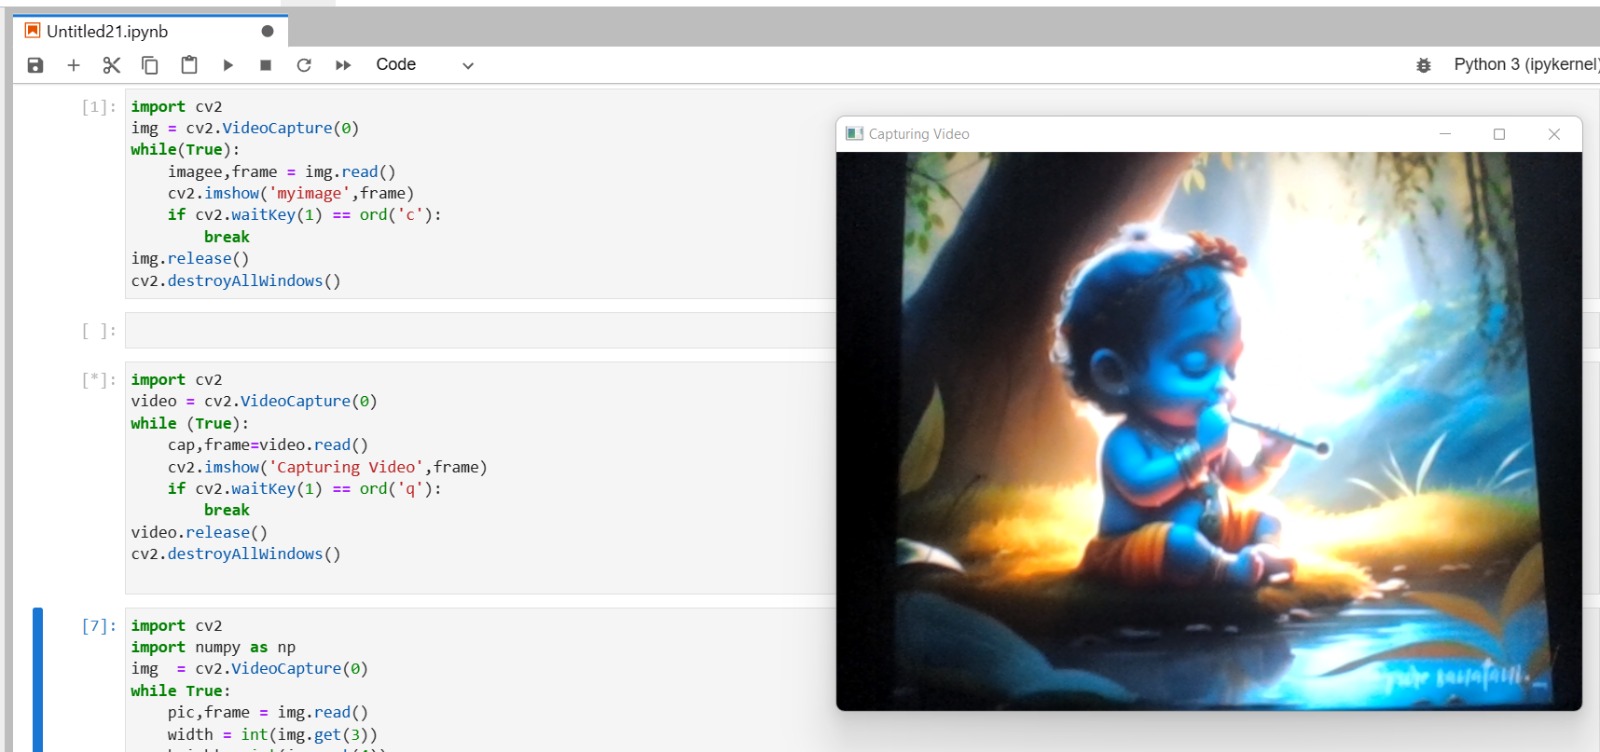 Untitled21.ipynb
Code
Python 3 (ipykernel)
[1]:
import cv2
img = cv2.VideoCapture(0)
while(True):
    imagee,frame = img.read()
    cv2.imshow('myimage',frame)
    if cv2.waitKey(1) == ord('c'):
        break
img.release()
cv2.destroyAllWindows()
[ ]:
[*]:
import cv2
video = cv2.VideoCapture(0)
while (True):
    cap,frame=video.read()
    cv2.imshow('Capturing Video',frame)
    if cv2.waitKey(1) == ord('q'):
        break
video.release()
cv2.destroyAllWindows()
[7]:
import cv2
import numpy as np
img  = cv2.VideoCapture(0)
while True:
    pic,frame = img.read()
    width = int(img.get(3))
Capturing Video